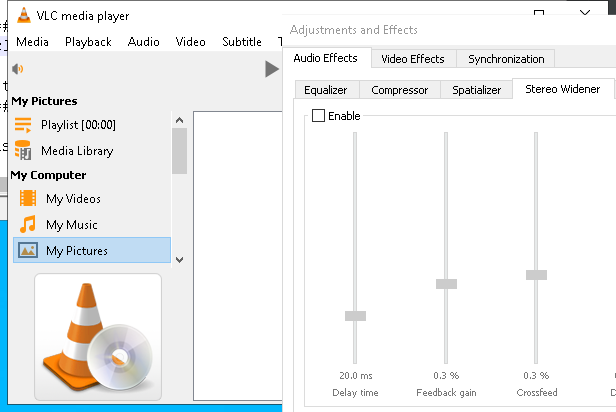 VLC media player
Media Playback Audio Video Subtitle
My Pictures
Playlist [00:00]
Media Library
My Computer
My Videos
My Music
My Pictures
Adjustments and Effects
Audio Effects Video Effects Synchronization
Equalizer Compressor Spatializer Stereo Widener
Enable
20.0 ms 0.3 % 0.3 %
Delay time Feedback gain Crossfeed D